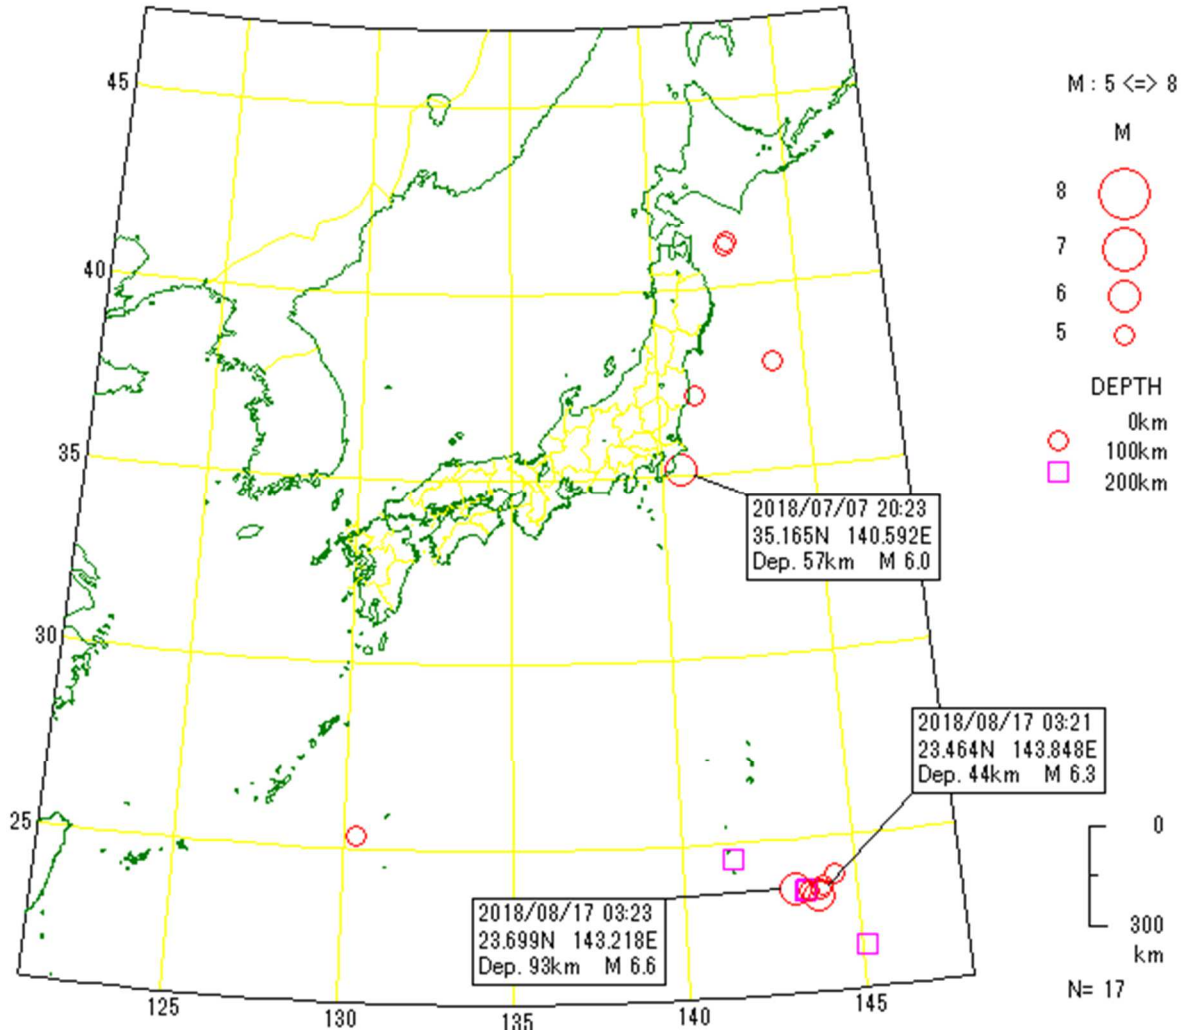 45
40
35
30
25
125
130
135
140
145
2018/07/07 20:23
35.165N 140.592E
Dep. 57km M 6.0
2018/08/17 03:21
23.464N 143.848E
Dep. 44km M 6.3
2018/08/17 03:23
23.699N 143.218E
Dep. 93km M 6.6
M : 5 <=> 8
M
8
7
6
5
DEPTH
0km
100km
200km
0
300
km
N= 17